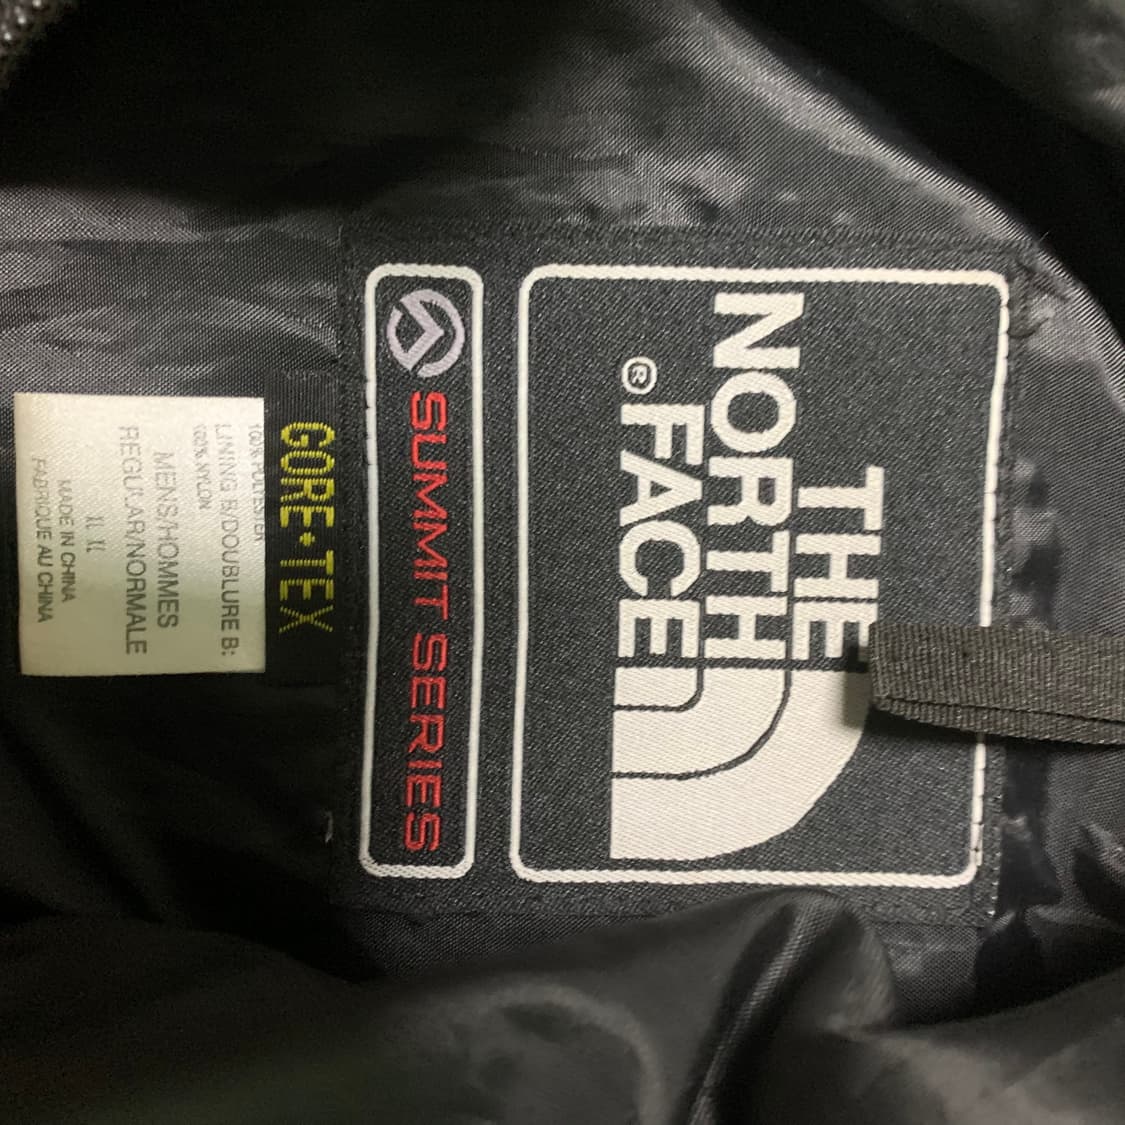 THE
NORTH
FACE®
SUMMIT SERIES
GORE-TEX
100% POLYESTER
LINING B/DOUBLURE B:
100% NYLON
MENS/HOMMES
REGULAR/NORMALE
XL XL
MADE IN CHINA
FABRIQUE AU CHINA